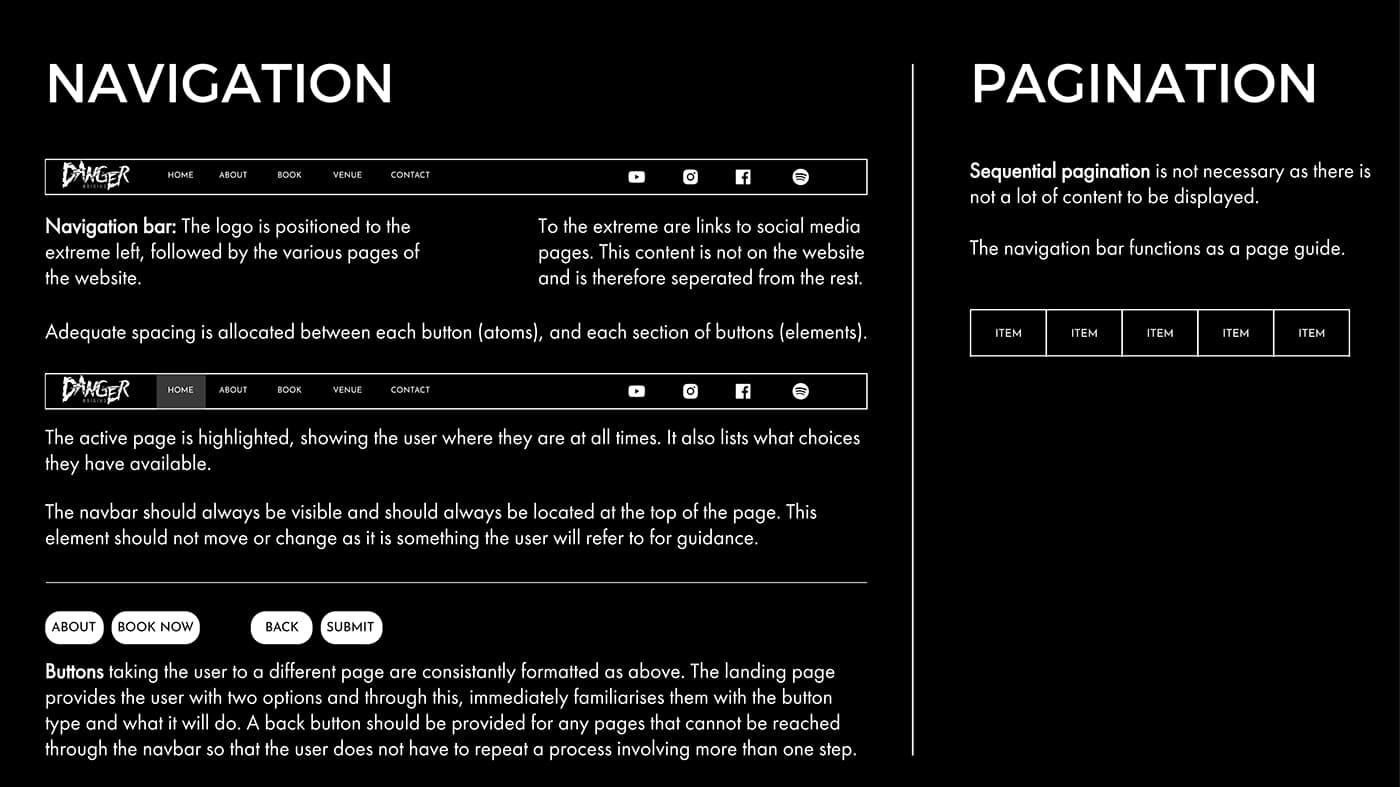 NAVIGATION
DANGER
HOME ABOUT BOOK VENUE CONTACT
Navigation bar: The logo is positioned to the
extreme left, followed by the various pages of
the website.
To the extreme are links to social media
pages. This content is not on the website
and is therefore seperated from the rest.
Adequate spacing is allocated between each button (atoms), and each section of buttons (elements).
DANGER
HOME ABOUT BOOK VENUE CONTACT
The active page is highlighted, showing the user where they are at all times. It also lists what choices
they have available.
The navbar should always be visible and should always be located at the top of the page. This
element should not move or change as it is something the user will refer to for guidance.
ABOUT BOOK NOW BACK SUBMIT
Buttons taking the user to a different page are consistantly formatted as above. The landing page
provides the user with two options and through this, immediately familiarises them with the button
type and what it will do. A back button should be provided for any pages that cannot be reached
through the navbar so that the user does not have to repeat a process involving more than one step.
PAGINATION
Sequential pagination is not necessary as there is
not a lot of content to be displayed.
The navigation bar functions as a page guide.
ITEM ITEM ITEM ITEM ITEM